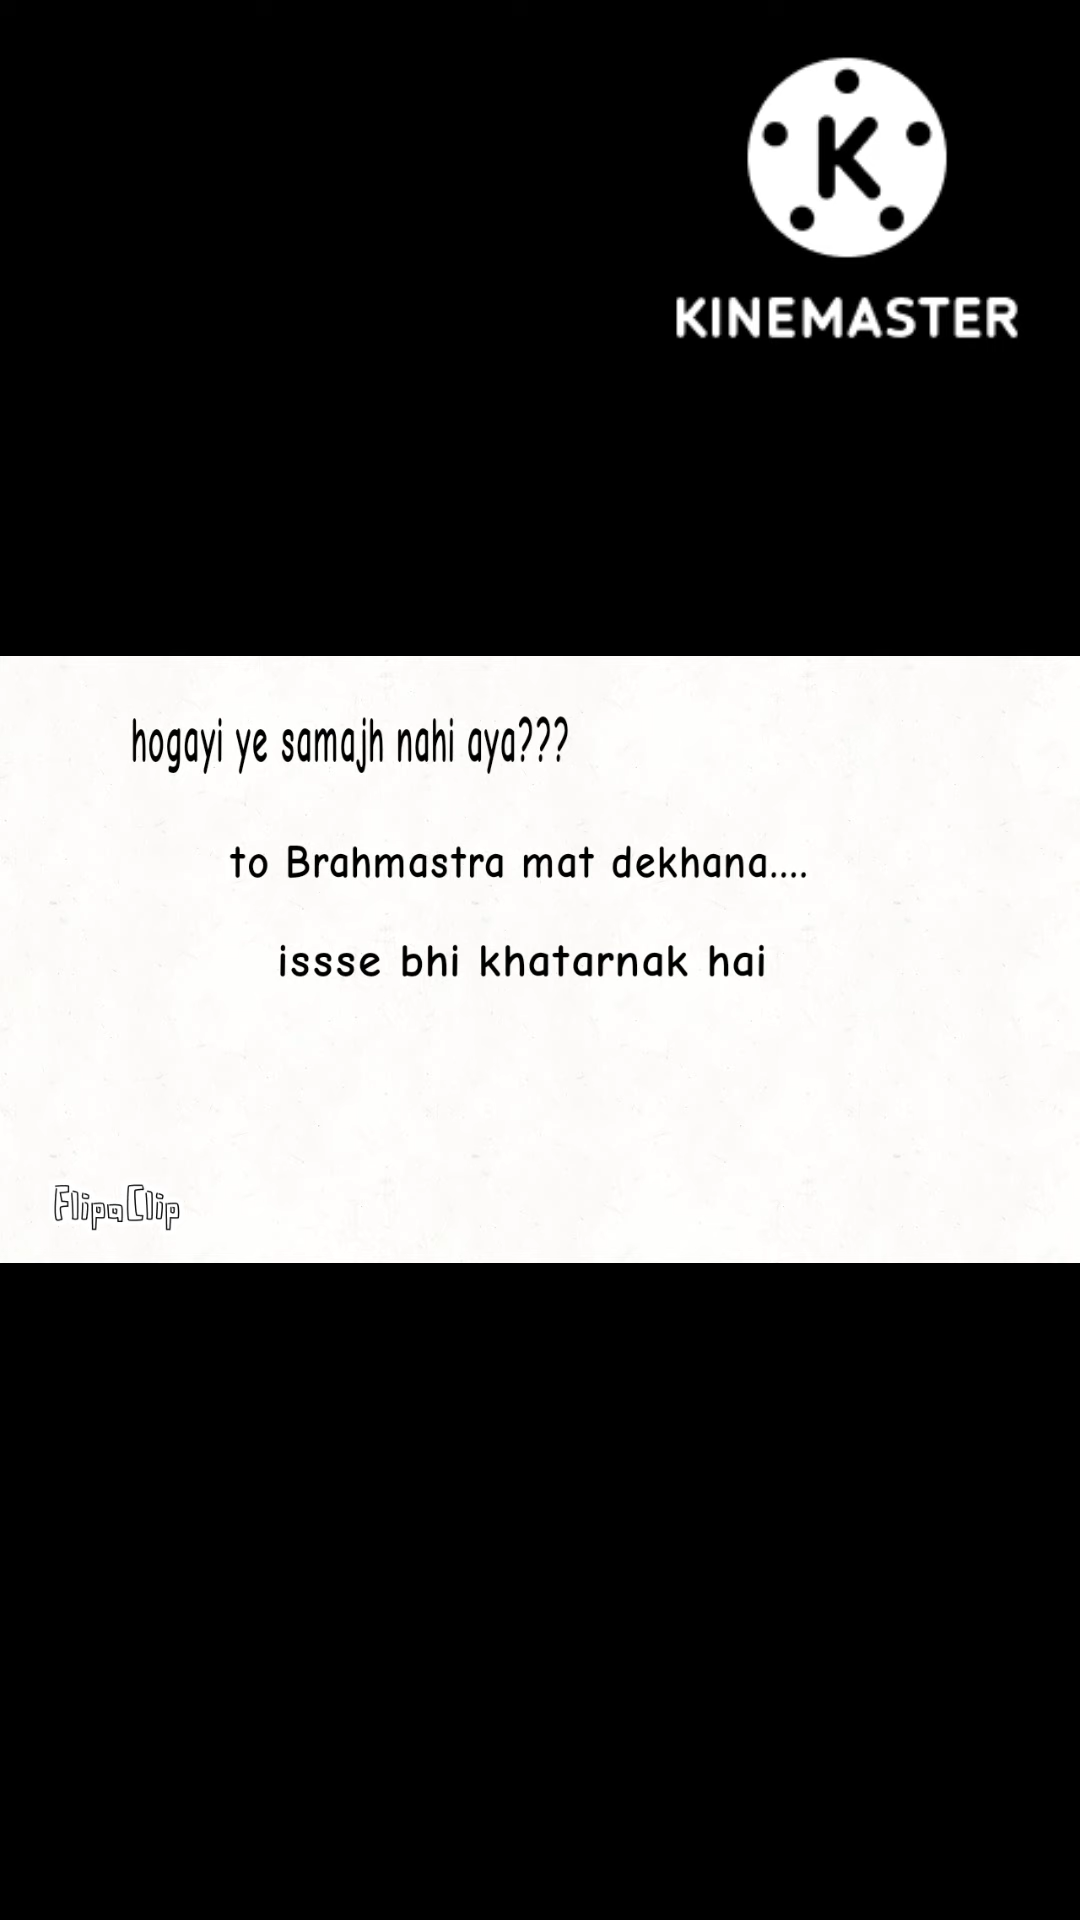 K
KINEMASTER
hogayi ye samajh nahi aya???
to Brahmastra mat dekhana....
issse bhi khatarnak hai
FlipaClip